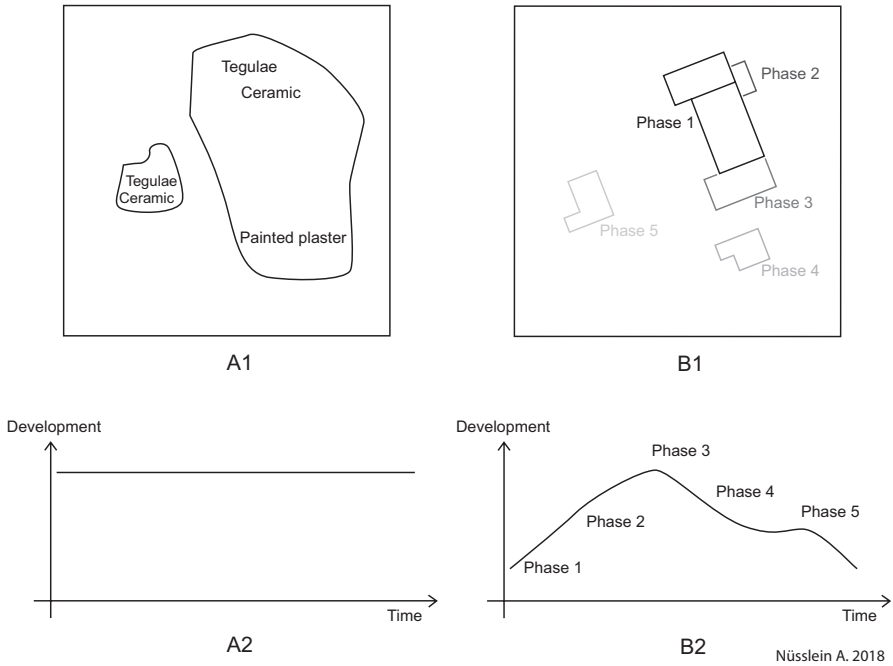 Tegulae
Ceramic
Tegulae
Ceramic
Painted plaster
A1
Phase 2
Phase 1
Phase 3
Phase 5
Phase 4
B1
Development
Time
A2
Development
Phase 3
Phase 4
Phase 5
Phase 2
Phase 1
Time
B2
Nüsslein A. 2018